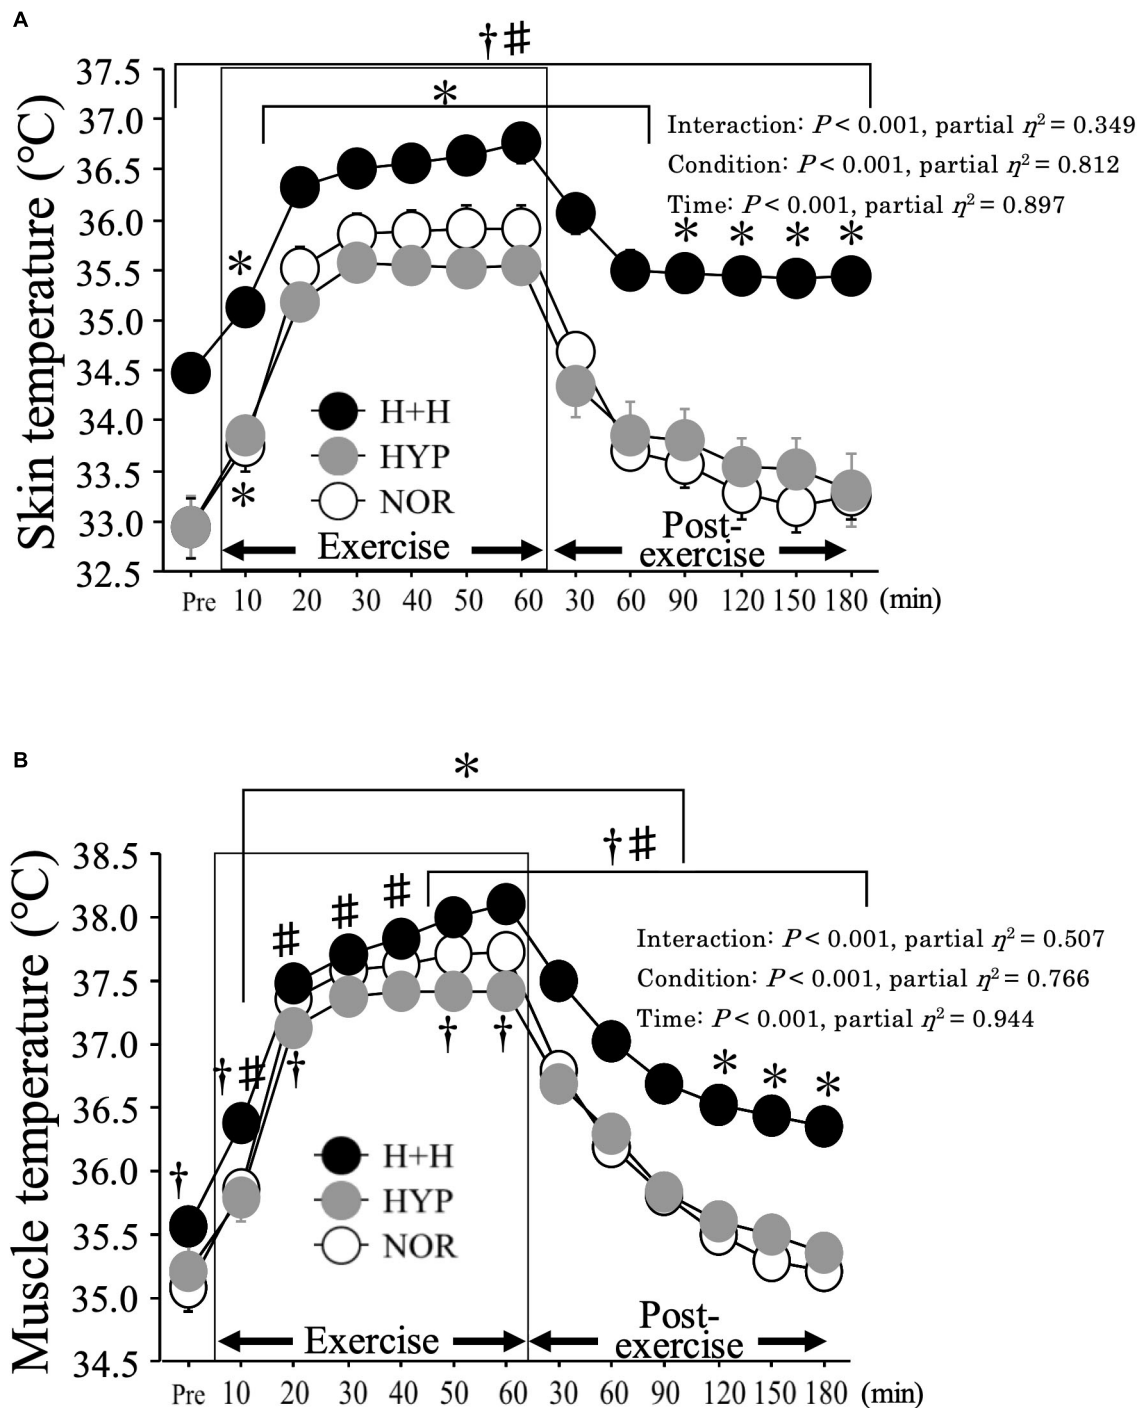 A
†#
37.5
*
37.0
Interaction: P < 0.001, partial η² = 0.349
36.5
Condition: P < 0.001, partial η² = 0.812
Time: P < 0.001, partial η² = 0.897
36.0
* * * *
*
35.5
35.0
34.5
34.0
33.5
33.0
32.5
Skin temperature (°C)
H+H
HYP
NOR
*
Exercise
Post-
exercise
Pre 10 20 30 40 50 60 30 60 90 120 150 180 (min)
B
*
†#
38.5
38.0
37.5
37.0
36.5
36.0
35.5
35.0
34.5
Muscle temperature (°C)
# # #
Interaction: P < 0.001, partial η² = 0.507
Condition: P < 0.001, partial η² = 0.766
Time: P < 0.001, partial η² = 0.944
† †
†# † * * *
†
H+H
HYP
NOR
Exercise
Post-
exercise
Pre 10 20 30 40 50 60 30 60 90 120 150 180 (min)